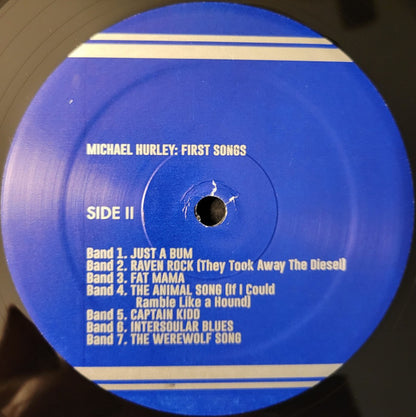 MICHAEL HURLEY: FIRST SONGS
SIDE II
Band 1. JUST A BUM
Band 2. RAVEN ROCK (They Took Away The Diesel)
Band 3. FAT MAMA
Band 4. THE ANIMAL SONG (If I Could
Ramble Like a Hound)
Band 5. CAPTAIN KIDD
Band 6. INTERSOULAR BLUES
Band 7. THE WEREWOLF SONG